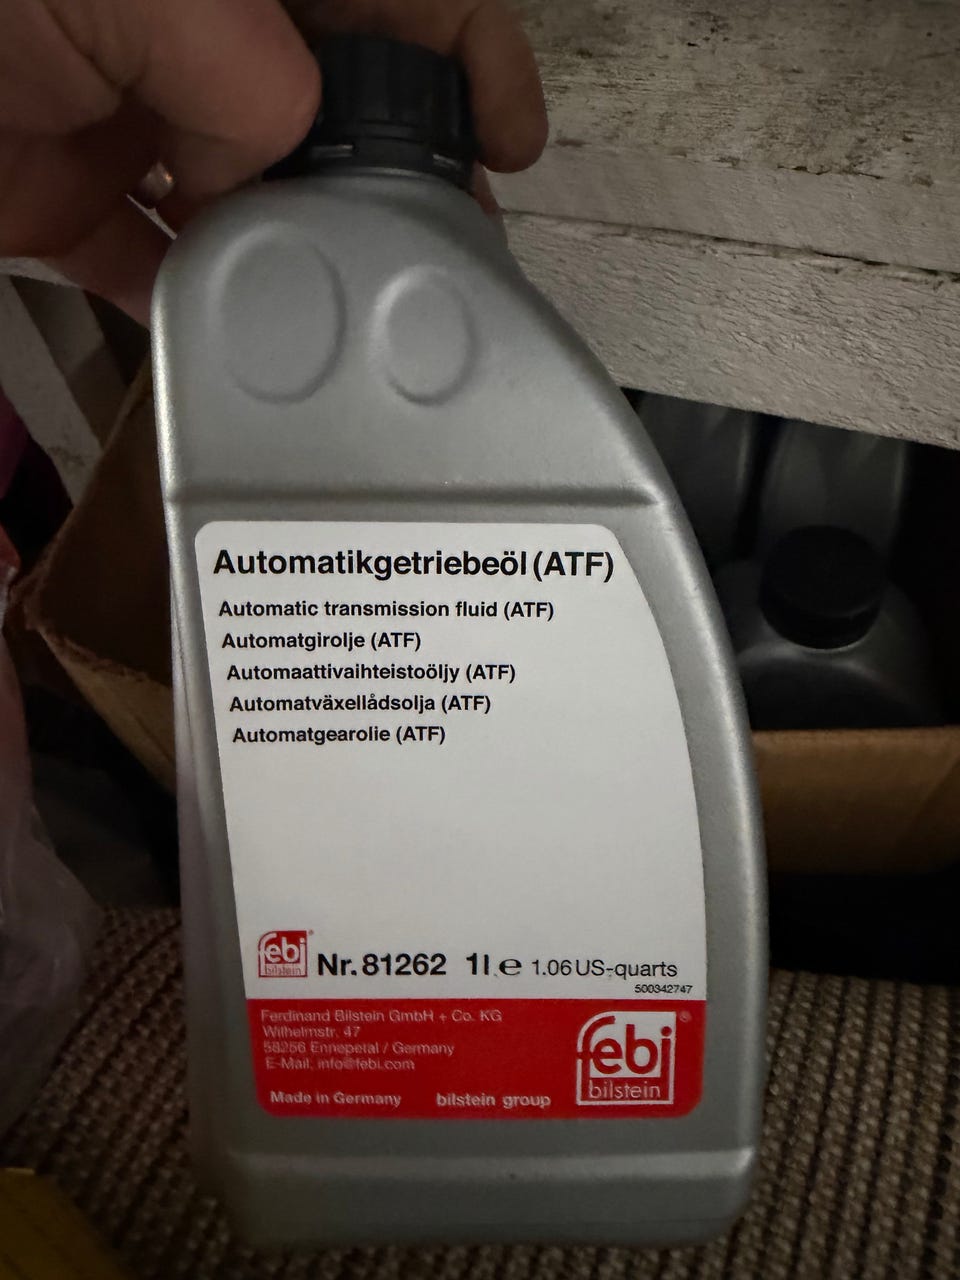 Automatikgetriebeöl (ATF)
Automatic transmission fluid (ATF)
Automatgirolje (ATF)
Automaattivaihteistoöljy (ATF)
Automatväxellådsolja (ATF)
Automatgearolie (ATF)
febi®
bilstein
Nr. 81262 1l e 1.06 US-quarts
500342747
Ferdinand Bilstein GmbH + Co. KG
Wilhelmstr. 47
58256 Ennepetal / Germany
E-Mail: info@febi.com
Made in Germany bilstein group
febi®
bilstein